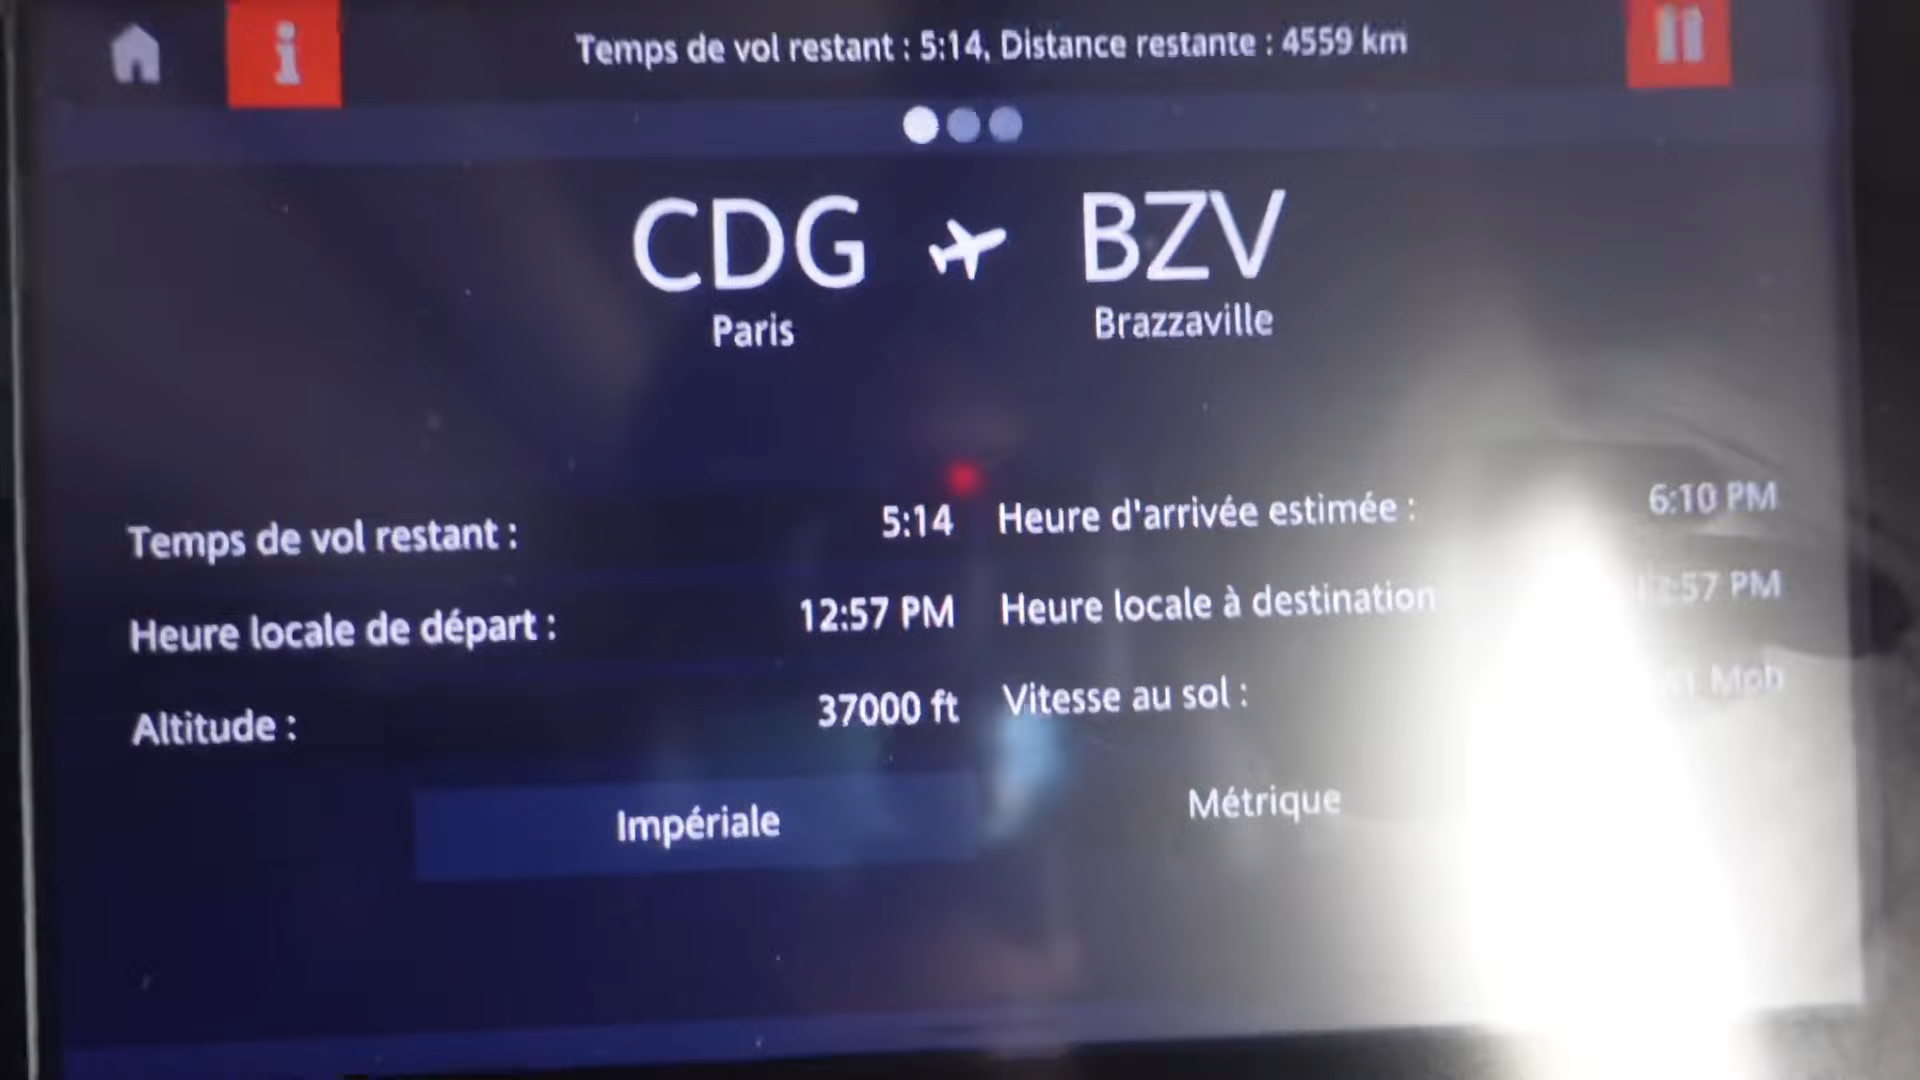 i
Temps de vol restant : 5:14, Distance restante : 4559 km
CDG BZV
Paris Brazzaville
Temps de vol restant : 5:14 Heure d'arrivée estimée : 6:10 PM
Heure locale de départ : 12:57 PM Heure locale à destination PM
Altitude : 37000 ft Vitesse au sol : Mph
Impériale Métrique